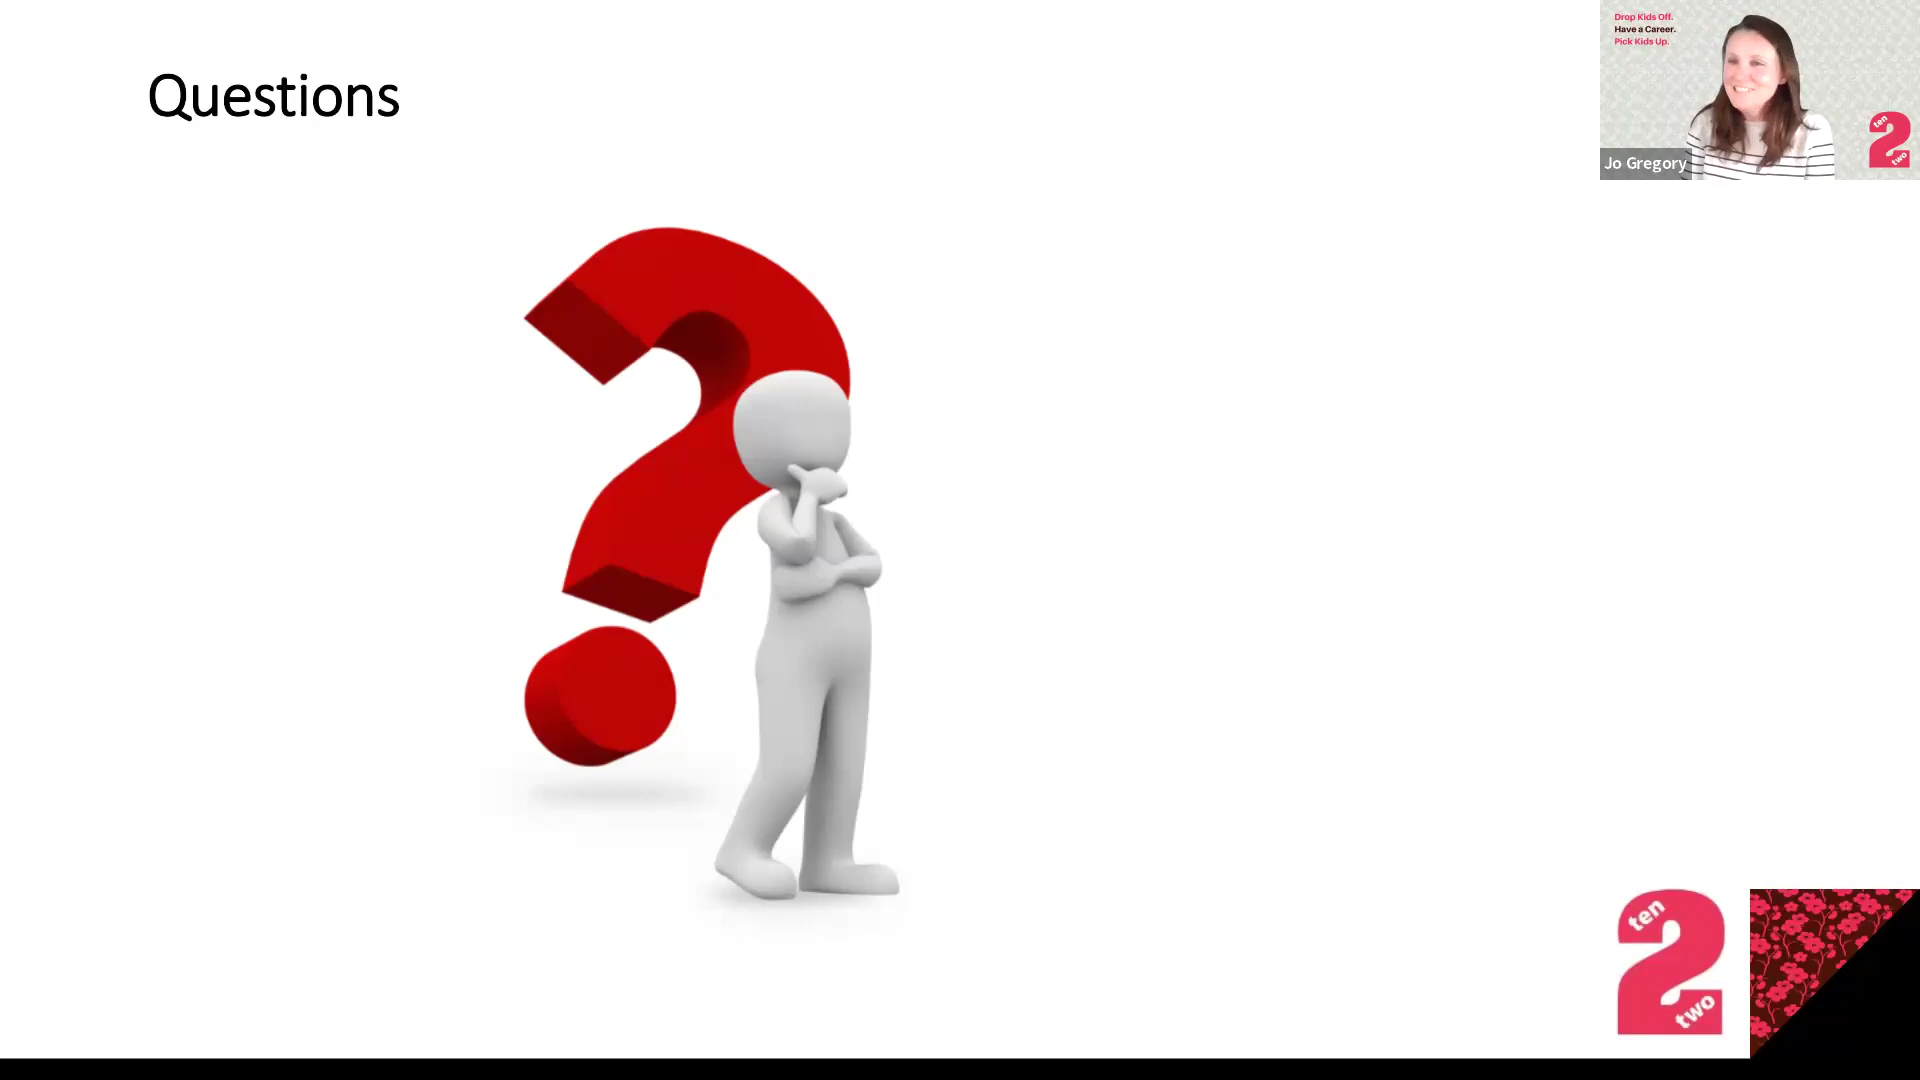 Questions
Drop Kids Off.
Have a Career.
Pick Kids Up.
ten
2
two
Jo Gregory
ten
2
two